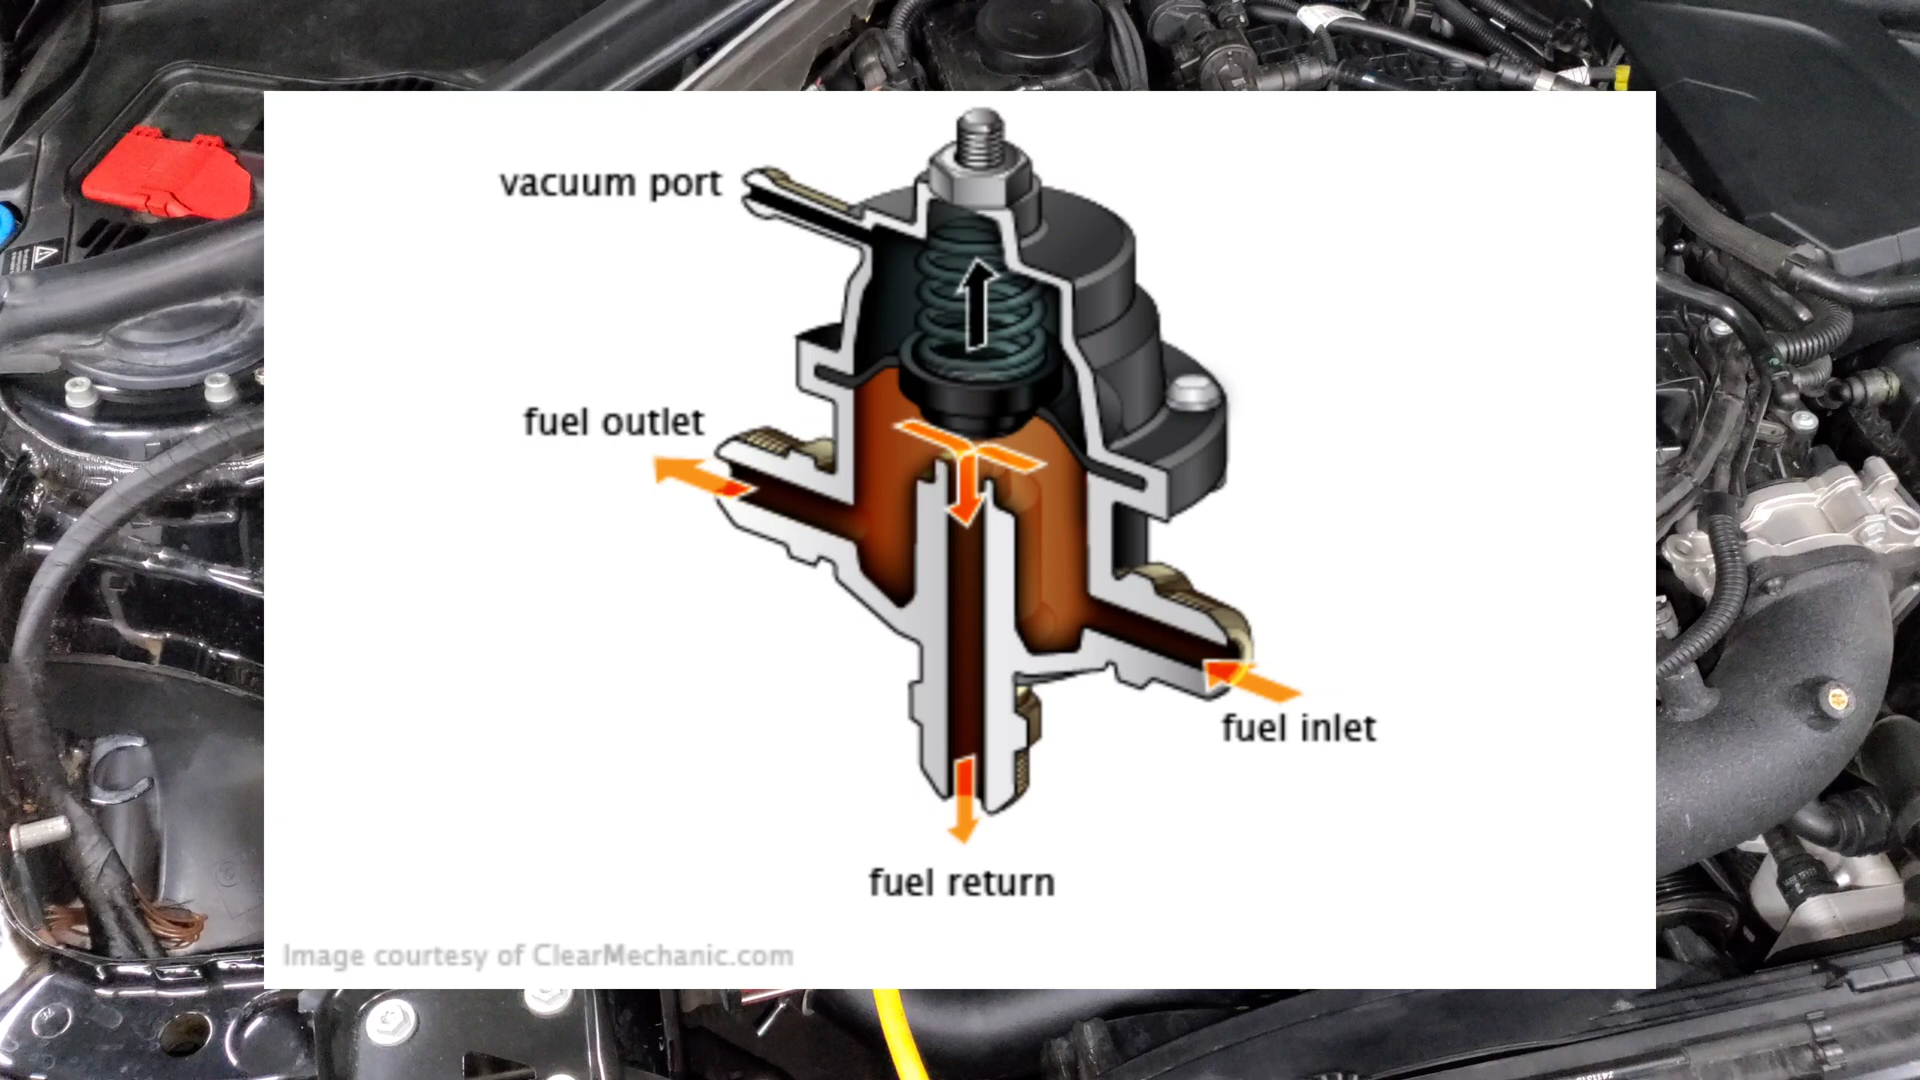 vacuum port
fuel outlet
fuel inlet
fuel return
Image courtesy of ClearMechanic.com